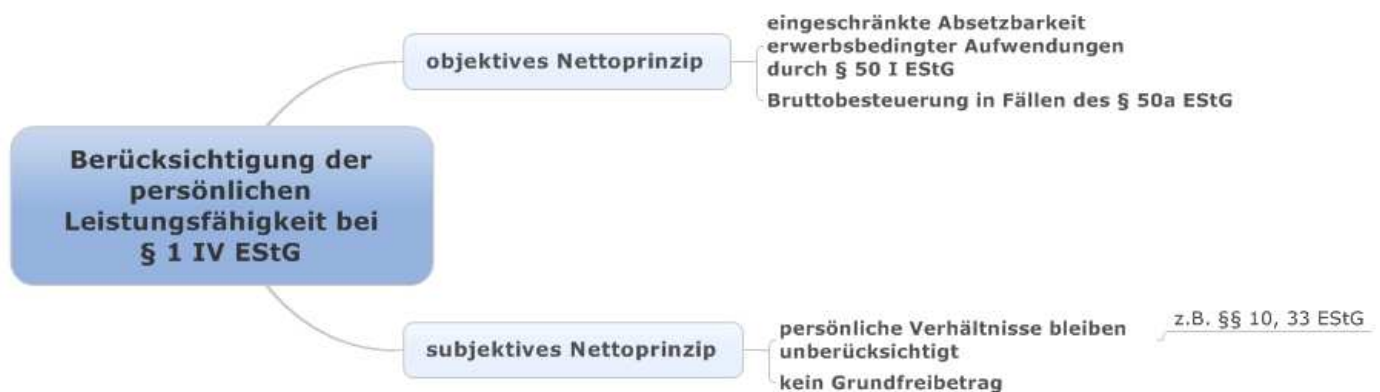 Berücksichtigung der
persönlichen
Leistungsfähigkeit bei
§ 1 IV EStG
objektives Nettoprinzip
eingeschränkte Absetzbarkeit
erwerbsbedingter Aufwendungen
durch § 50 I EStG
Bruttobesteuerung in Fällen des § 50a EStG
subjektives Nettoprinzip
persönliche Verhältnisse bleiben
unberücksichtigt
z.B. §§ 10, 33 EStG
kein Grundfreibetrag